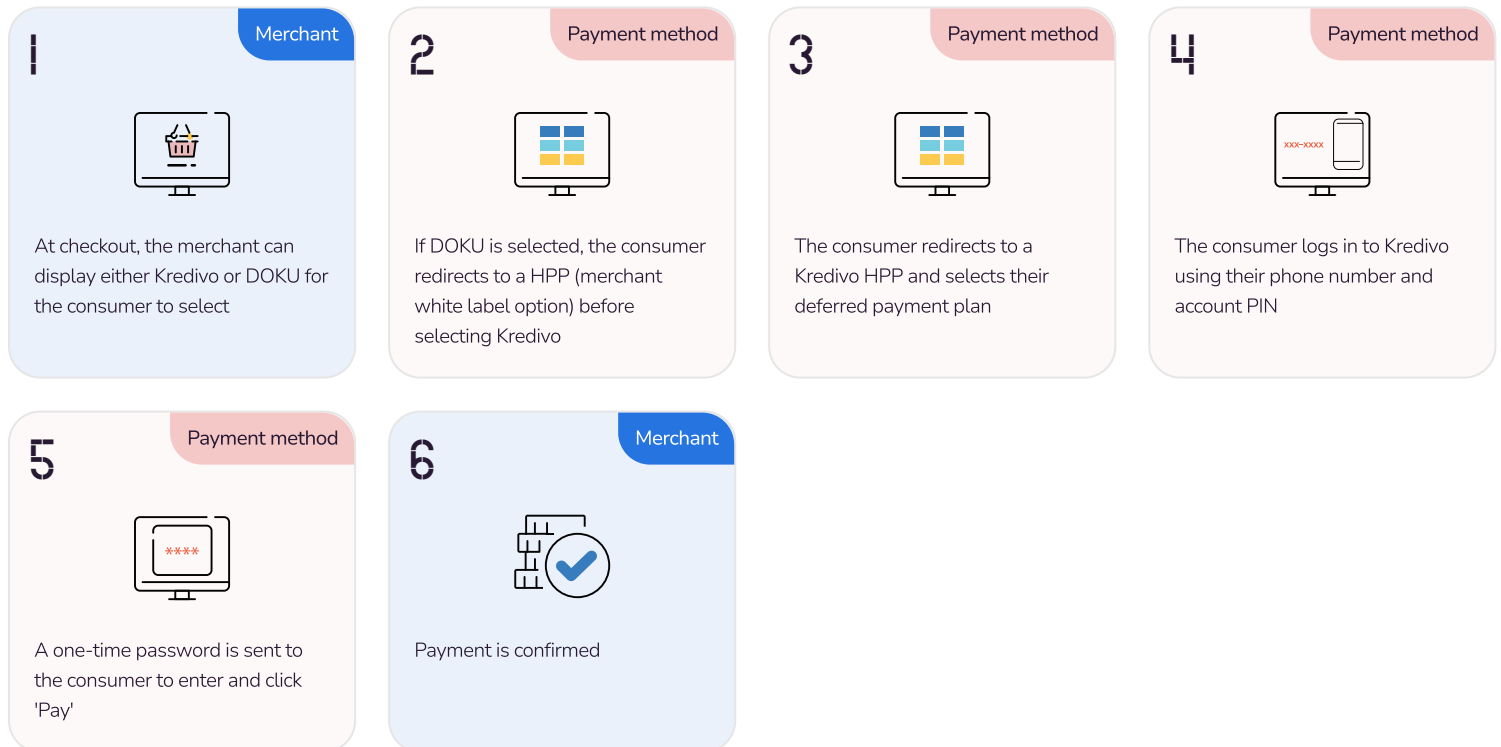 1
Merchant
At checkout, the merchant can
display either Kredivo or DOKU for
the consumer to select
2
Payment method
If DOKU is selected, the consumer
redirects to a HPP (merchant
white label option) before
selecting Kredivo
3
Payment method
The consumer redirects to a
Kredivo HPP and selects their
deferred payment plan
4
Payment method
xxx-xxxx
The consumer logs in to Kredivo
using their phone number and
account PIN
5
Payment method
****
A one-time password is sent to
the consumer to enter and click
'Pay'
6
Merchant
Payment is confirmed